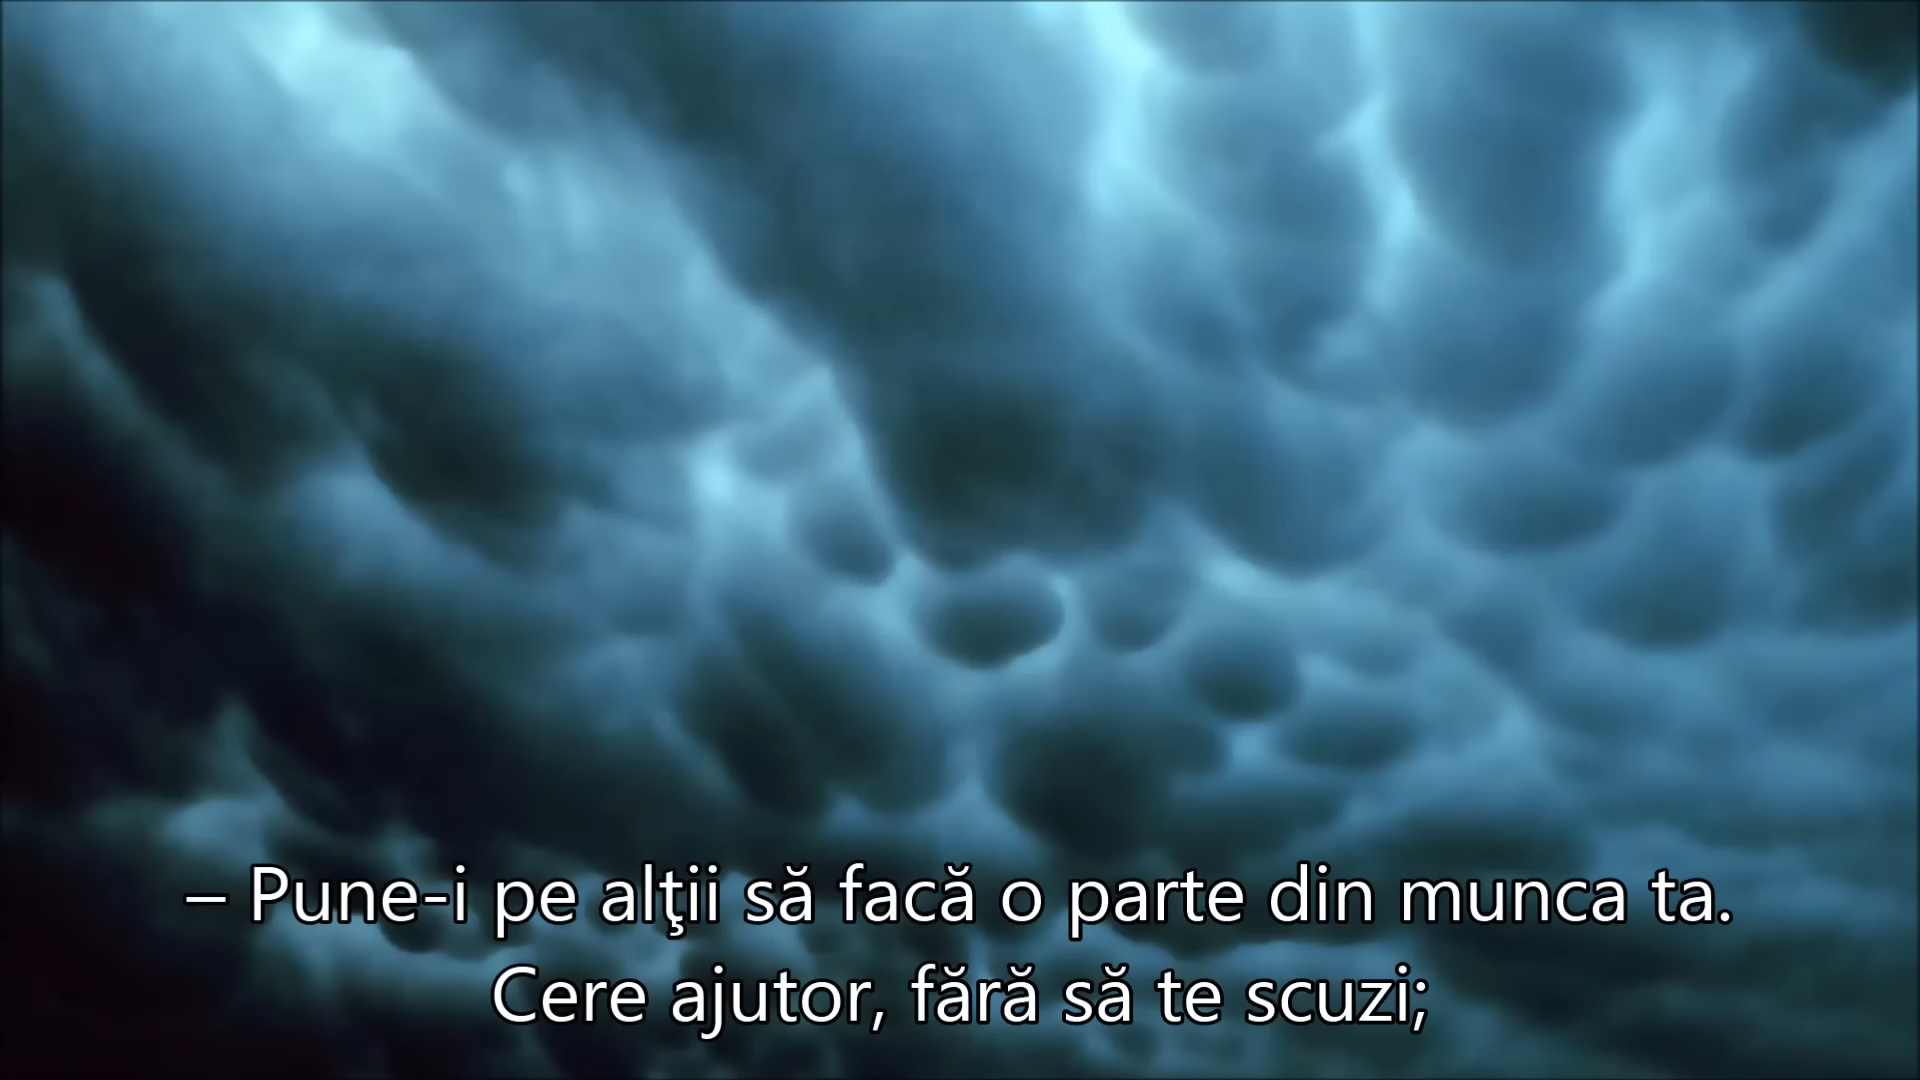 – Pune-i pe alţii să facă o parte din munca ta.
Cere ajutor, fără să te scuzi;